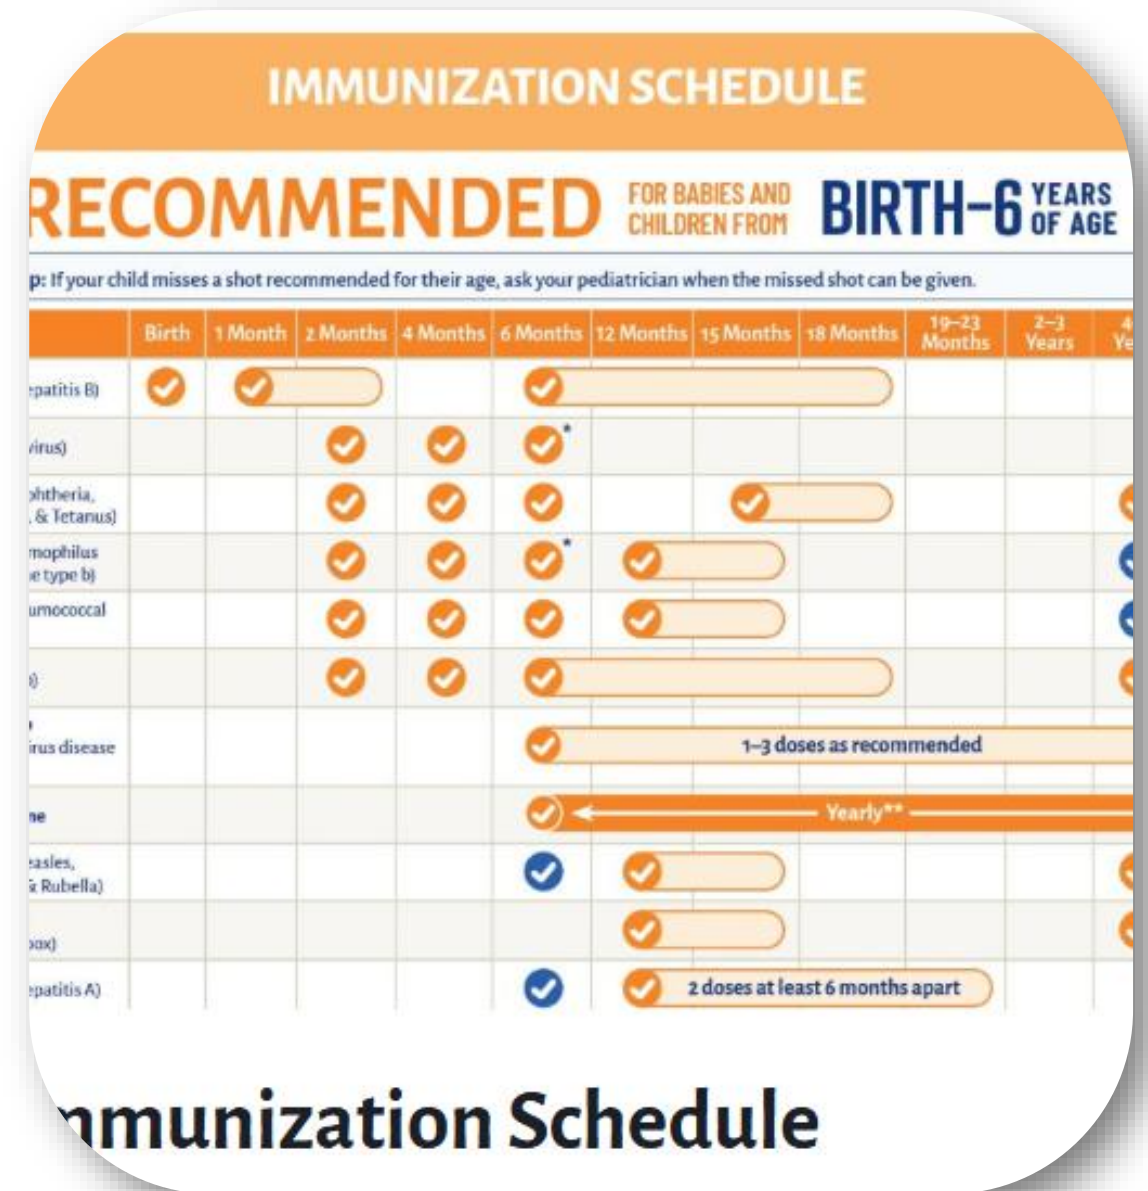 IMMUNIZATION SCHEDULE
RECOMMENDED FOR BABIES AND CHILDREN FROM BIRTH–6 YEARS OF AGE
p: If your child misses a shot recommended for their age, ask your pediatrician when the missed shot can be given.
Birth 1 Month 2 Months 4 Months 6 Months 12 Months 15 Months 18 Months 19–23 Months 2–3 Years 4 Ye
epatitis B)
virus) *
phtheria,
. & Tetanus)
mophilus *
e type b)
umococcal
irus disease 1–3 doses as recommended
ne Yearly**
easles,
& Rubella)
pox)
epatitis A) 2 doses at least 6 months apart
mmunization Schedule